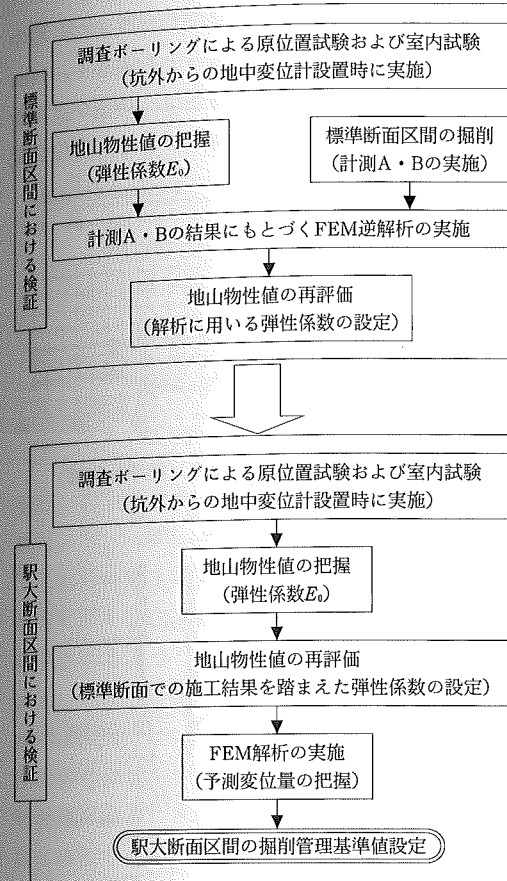 標準断面区間における検証
調査ボーリングによる原位置試験および室内試験
(坑外からの地中変位計設置時に実施)
地山物性値の把握
(弾性係数E₀)
標準断面区間の掘削
(計測A・Bの実施)
計測A・Bの結果にもとづくFEM逆解析の実施
地山物性値の再評価
(解析に用いる弾性係数の設定)
駅大断面区間における検証
調査ボーリングによる原位置試験および室内試験
(坑外からの地中変位計設置時に実施)
地山物性値の把握
(弾性係数E₀)
地山物性値の再評価
(標準断面での施工結果を踏まえた弾性係数の設定)
FEM解析の実施
(予測変位量の把握)
駅大断面区間の掘削管理基準値設定